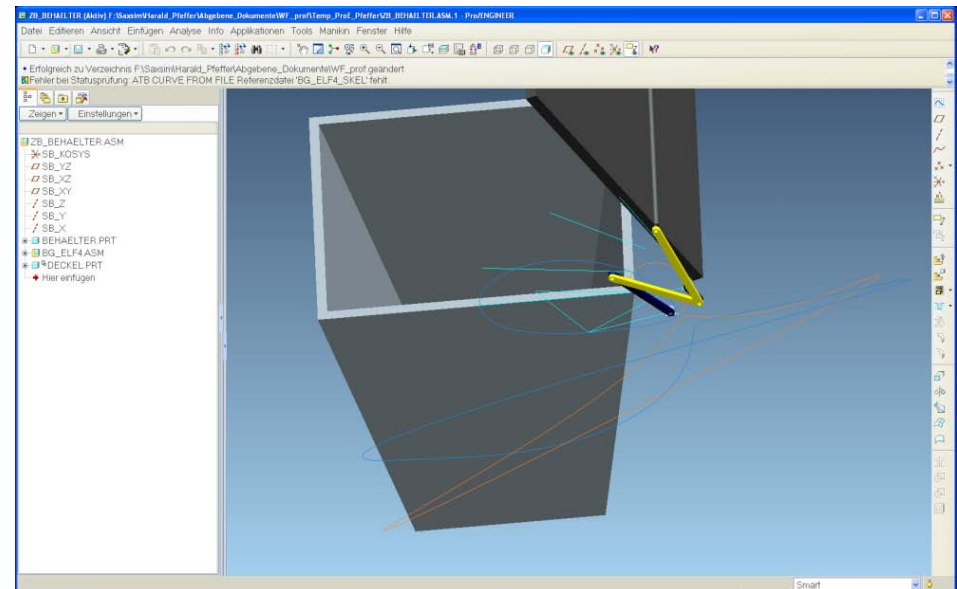 ZB_BEHAELTER (Aktiv) F:\Saxsim\Harald_Pfeffer\Abgebene_Dokumente\WF_prof\Temp_ProE_Pfeffer\ZB_BEHAELTER.ASM.1 - Pro/ENGINEER
Datei Editieren Ansicht Einfügen Analyse Info Applikationen Tools Manikin Fenster Hilfe
• Erfolgreich zu Verzeichnis F:\Saxsim\Harald_Pfeffer\Abgebene_Dokumente\WF_prof geändert.
Fehler bei Statusprüfung: ATB CURVE FROM FILE Referenzdatei 'BG_ELF4_SKEL' fehlt.
Zeigen Einstellungen
ZB_BEHAELTER.ASM
SB_KOSYS
SB_YZ
SB_XZ
SB_XY
SB_Z
SB_Y
SB_X
BEHAELTER.PRT
BG_ELF4.ASM
DECKEL.PRT
Hier einfügen
Smart